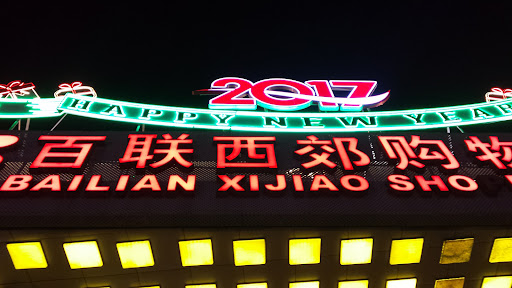 2017
HAPPY NEW YEAR
百联西郊购物
BAILIAN XIJIAO SHO